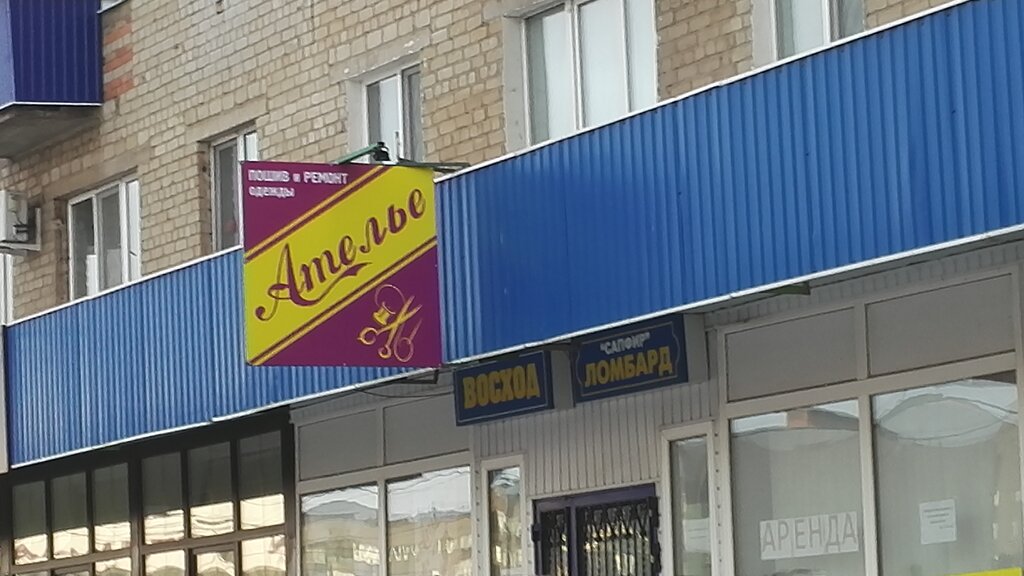 ПОШИВ и РЕМОНТ
ОДЕЖДЫ
Ателье
ВОСХОД
"САПФИР"
ЛОМБАРД
АРЕНДА